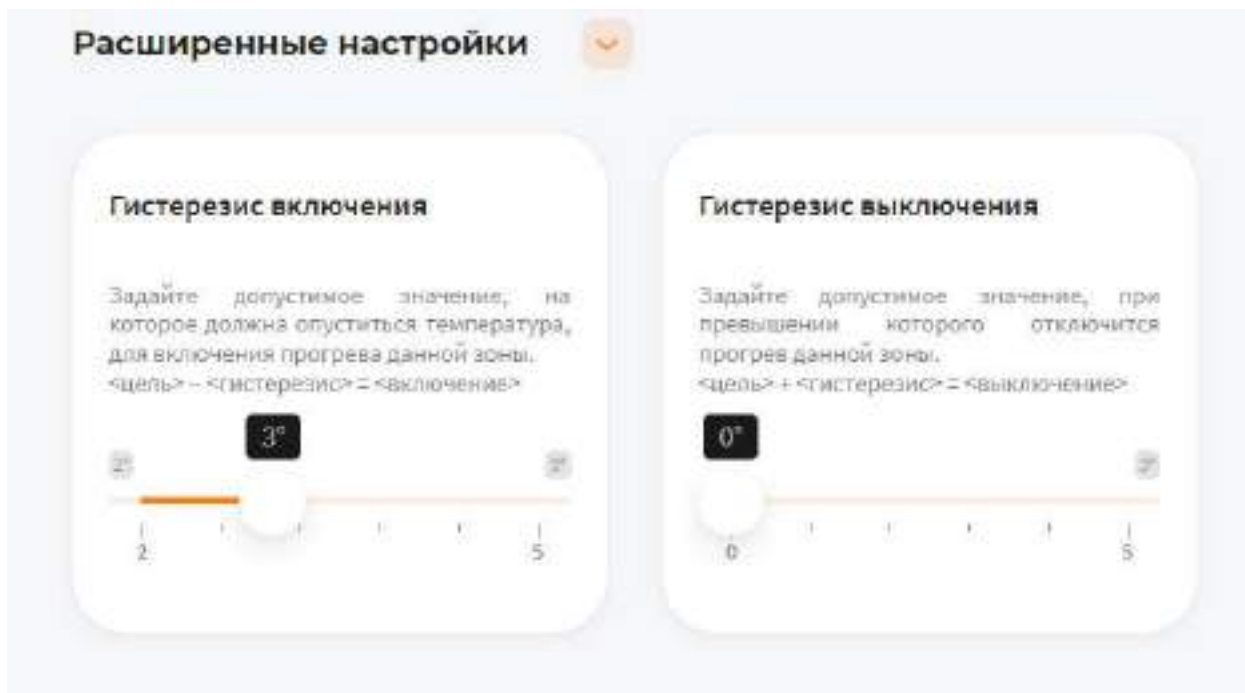 Расширенные настройки
Гистерезис включения
Задайте допустимое значение, на
которое должна опуститься температура,
для включения прогрева данной зоны.
<цель> – <гистерезис> = <включение>
3°
2
5
Гистерезис выключения
Задайте допустимое значение, при
превышении которого отключится
прогрев данной зоны.
<цель> + <гистерезис> = <выключение>
0°
0
5